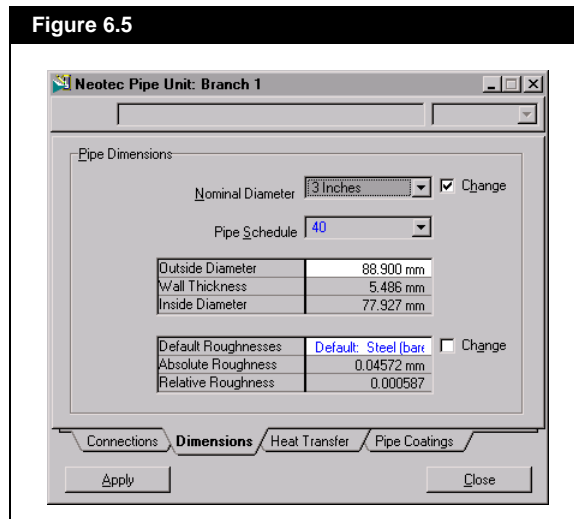 Figure 6.5
Neotec Pipe Unit: Branch 1
Pipe Dimensions
Nominal Diameter 3 Inches Change
Pipe Schedule 40
Outside Diameter 88.900 mm
Wall Thickness 5.486 mm
Inside Diameter 77.927 mm
Default Roughnesses Default: Steel (bare Change
Absolute Roughness 0.04572 mm
Relative Roughness 0.000587
Connections Dimensions Heat Transfer Pipe Coatings
Apply Close